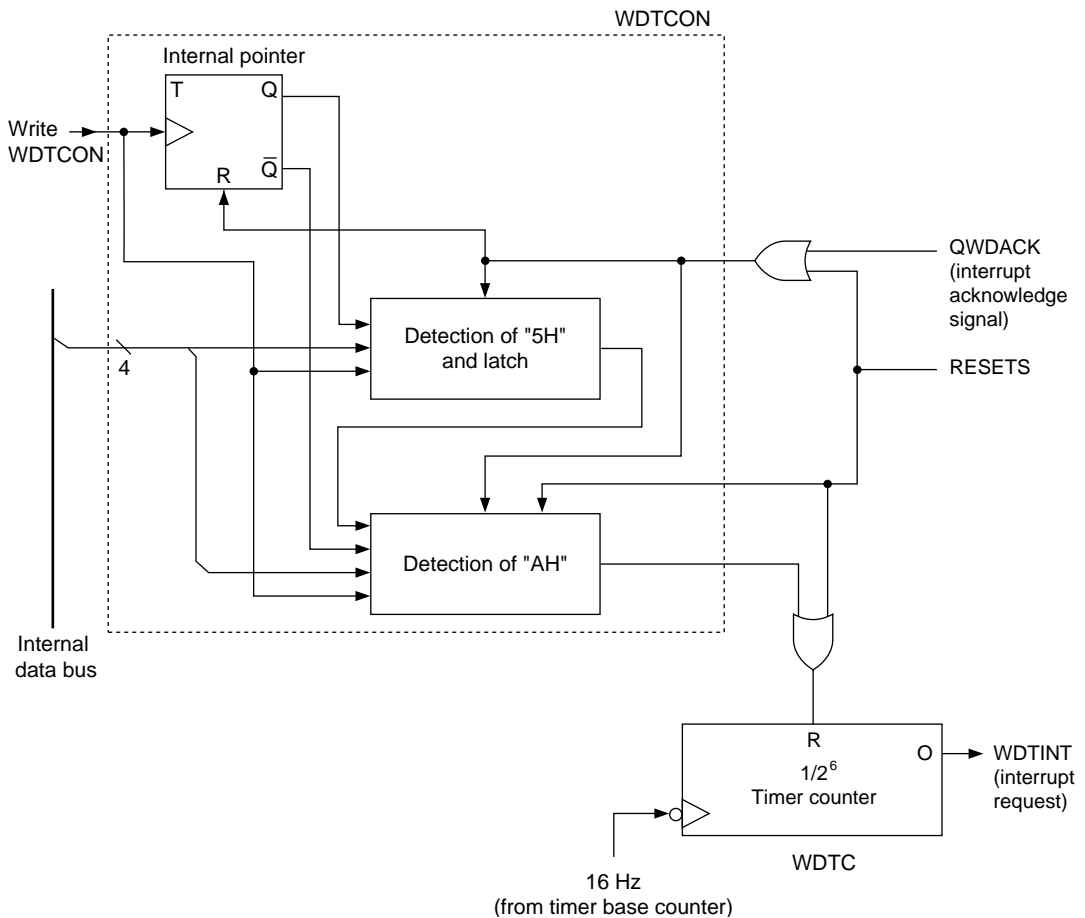 WDTCON
Internal pointer
T
Q
Write
WDTCON
R
Q̅
QWDACK
(interrupt
acknowledge
signal)
Detection of "5H"
and latch
4
RESETS
Detection of "AH"
Internal
data bus
R
O
1/2⁶
Timer counter
WDTINT
(interrupt
request)
WDTC
16 Hz
(from timer base counter)